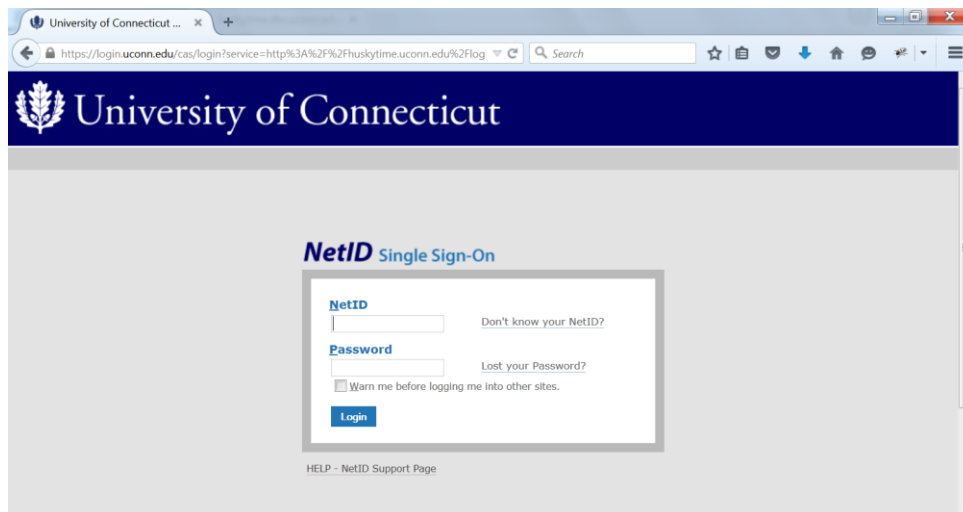 University of Connecticut ... × +
https://login.uconn.edu/cas/login?service=http%3A%2F%2Fhuskytime.uconn.edu%2Flog Search
University of Connecticut
NetID Single Sign-On
NetID
Don't know your NetID?
Password
Lost your Password?
Warn me before logging me into other sites.
Login
HELP - NetID Support Page